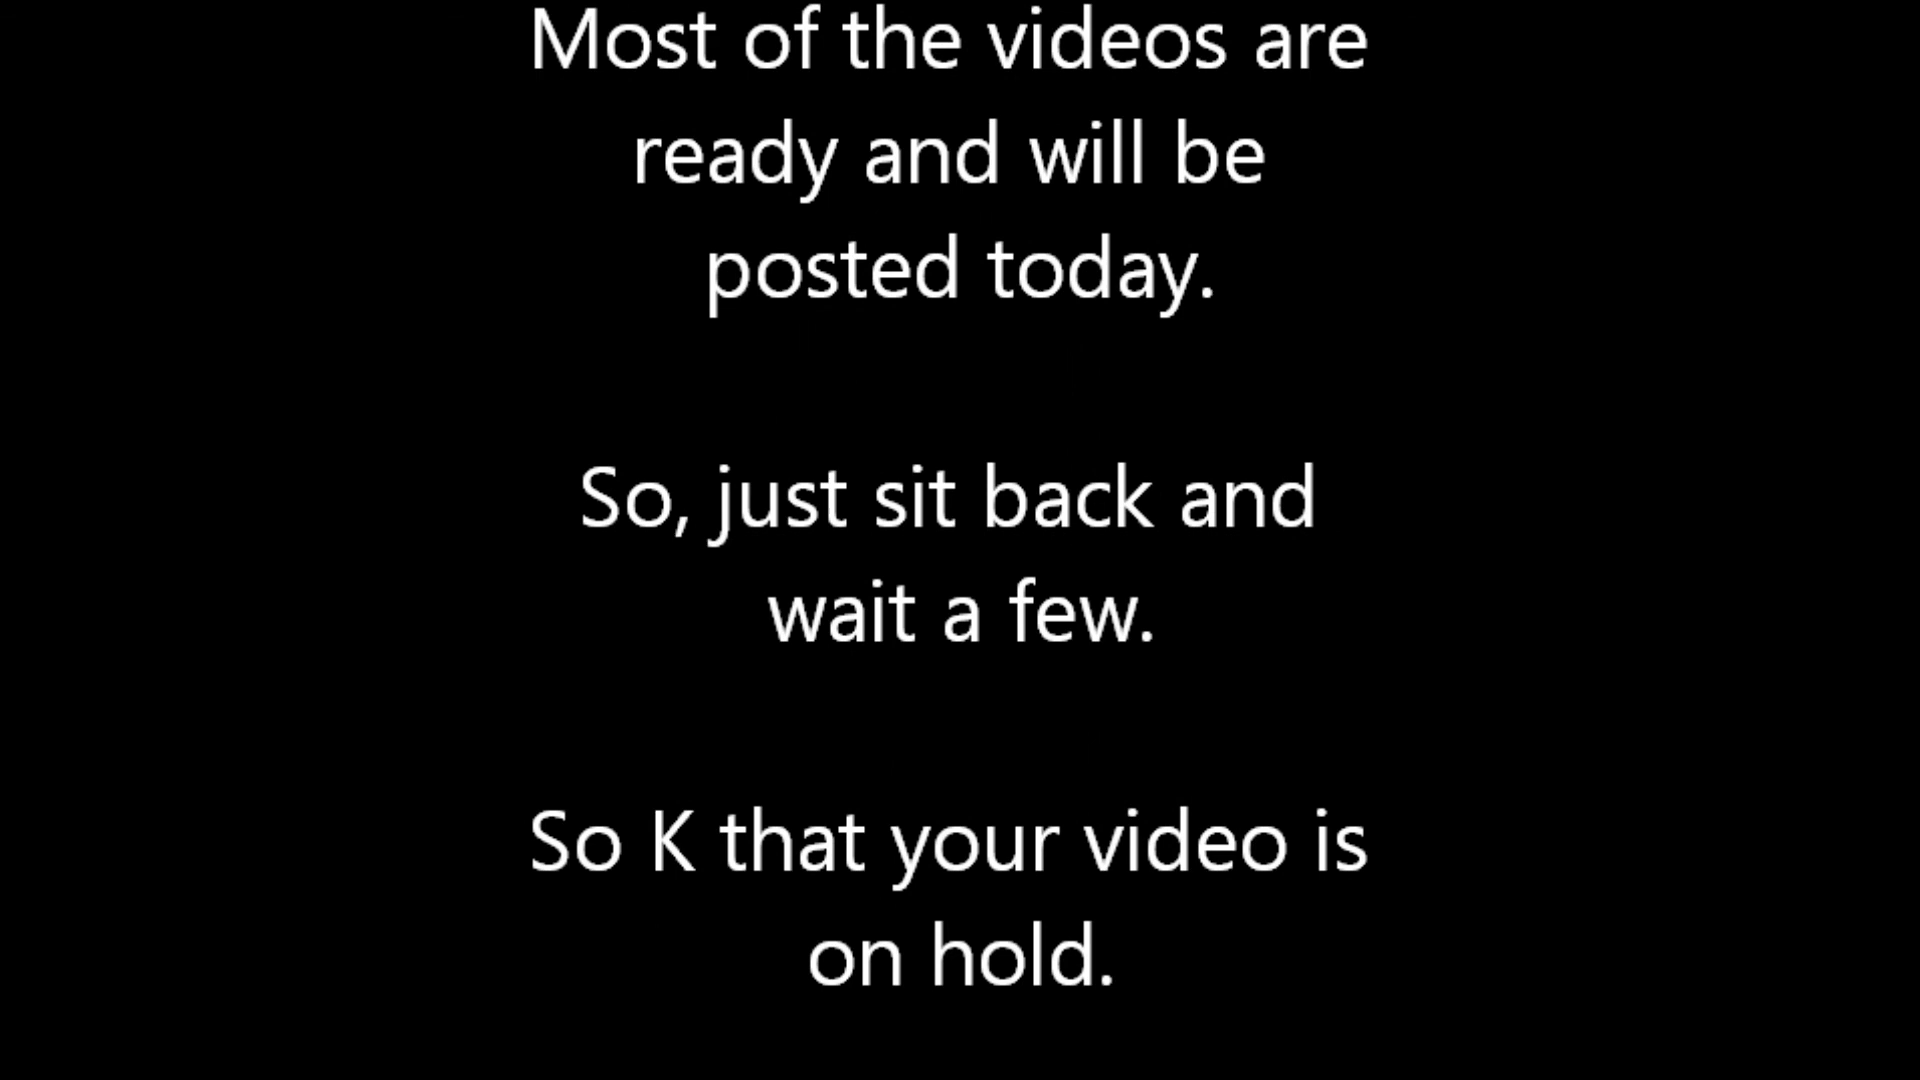 Most of the videos are
ready and will be
posted today.
So, just sit back and
wait a few.
So K that your video is
on hold.